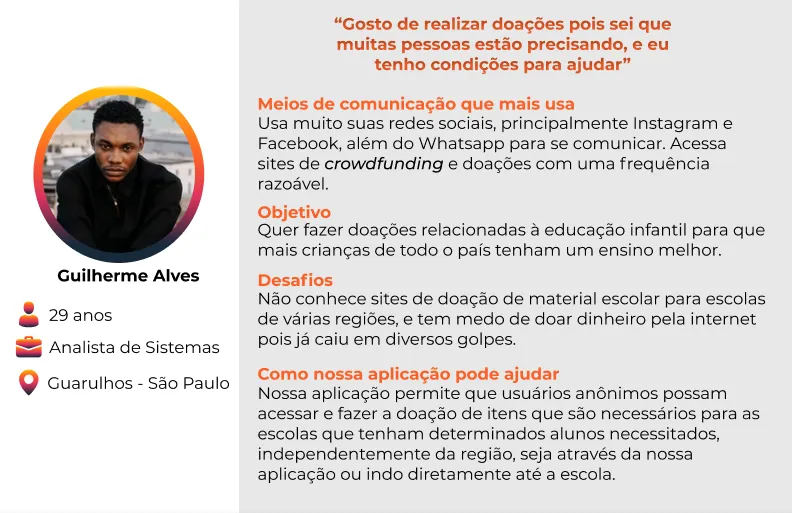 “Gosto de realizar doações pois sei que
muitas pessoas estão precisando, e eu
tenho condições para ajudar”
Guilherme Alves
29 anos
Analista de Sistemas
Guarulhos - São Paulo
Meios de comunicação que mais usa
Usa muito suas redes sociais, principalmente Instagram e
Facebook, além do Whatsapp para se comunicar. Acessa
sites de crowdfunding e doações com uma frequência
razoável.
Objetivo
Quer fazer doações relacionadas à educação infantil para que
mais crianças de todo o país tenham um ensino melhor.
Desafios
Não conhece sites de doação de material escolar para escolas
de várias regiões, e tem medo de doar dinheiro pela internet
pois já caiu em diversos golpes.
Como nossa aplicação pode ajudar
Nossa aplicação permite que usuários anônimos possam
acessar e fazer a doação de itens que são necessários para as
escolas que tenham determinados alunos necessitados,
independentemente da região, seja através da nossa
aplicação ou indo diretamente até a escola.